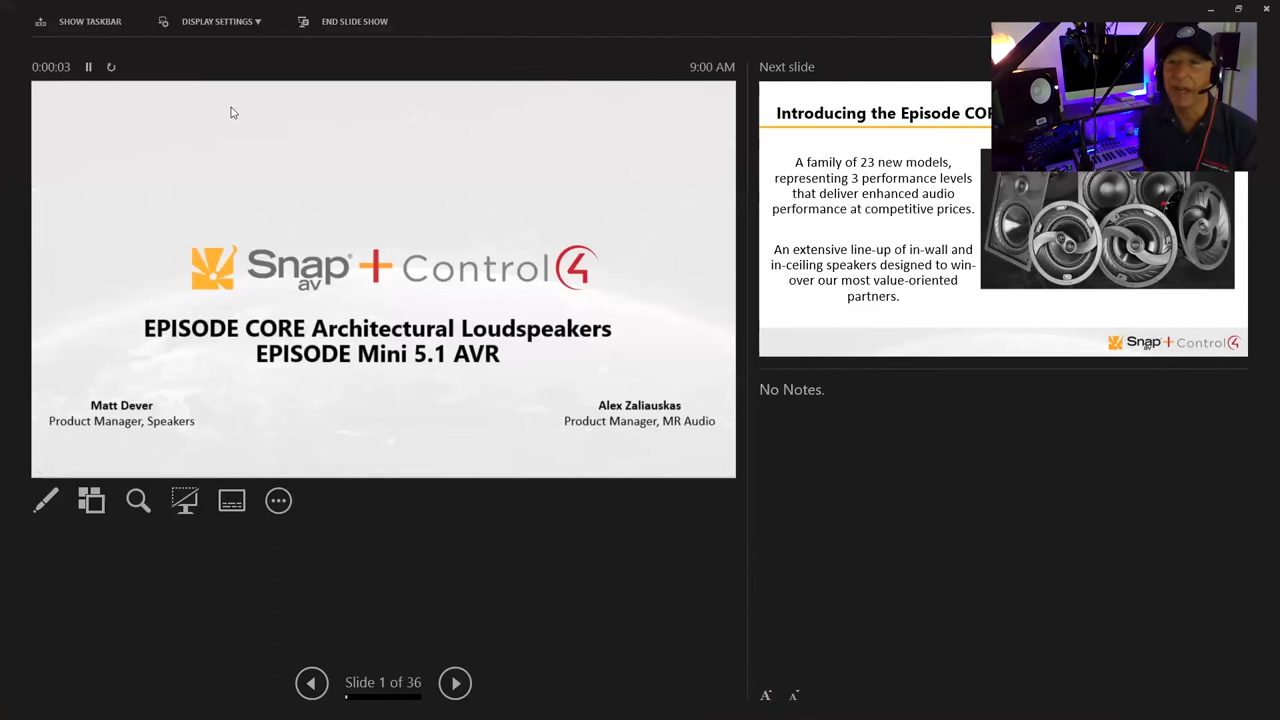 SHOW TASKBAR
DISPLAY SETTINGS ▼
END SLIDE SHOW
0:00:03
9:00 AM
Snap
av
+ Control4
EPISODE CORE Architectural Loudspeakers
EPISODE Mini 5.1 AVR
Matt Dever
Product Manager, Speakers
Alex Zaliauskas
Product Manager, MR Audio
Slide 1 of 36
Next slide
Introducing the Episode
A family of 23 new models,
representing 3 performance levels
that deliver enhanced audio
performance at competitive prices.
An extensive line-up of in-wall and
in-ceiling speakers designed to win-
over our most value-oriented
partners.
Snap + Control4
No Notes.
A A